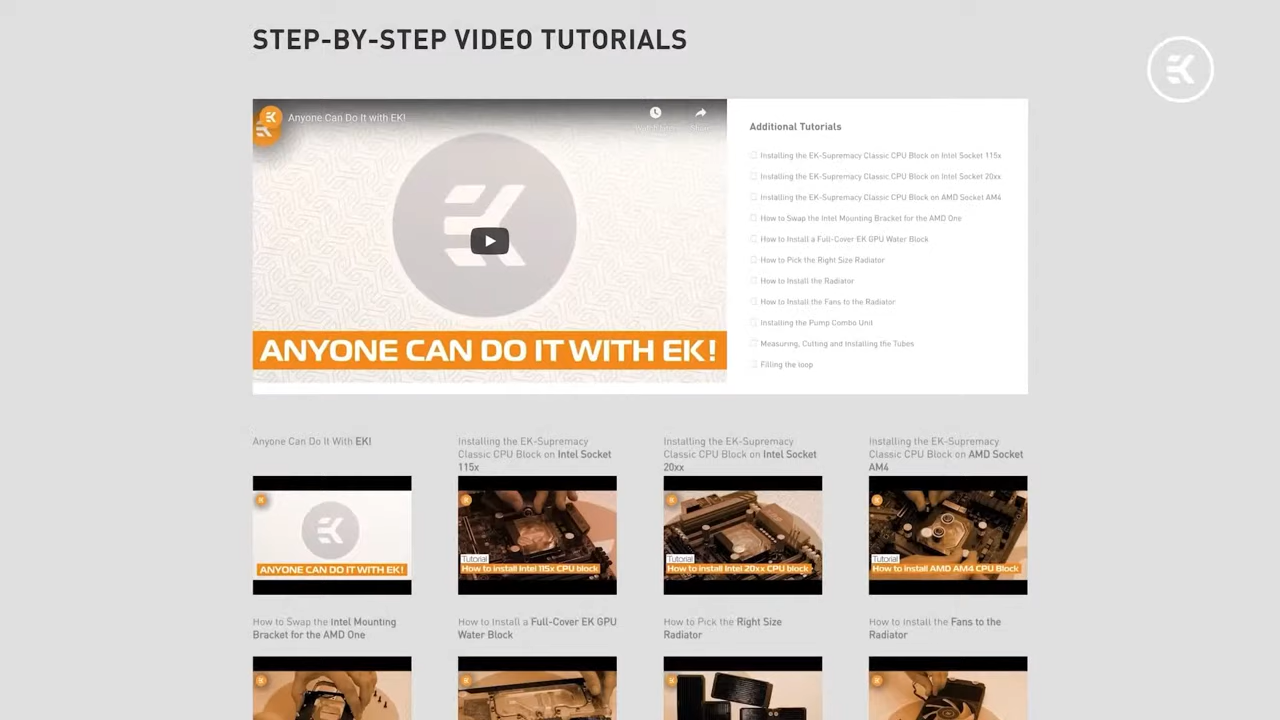 STEP-BY-STEP VIDEO TUTORIALS
Anyone Can Do It with EK!
ANYONE CAN DO IT WITH EK!
Additional Tutorials
Installing the EK-Supremacy Classic CPU Block on Intel Socket 115x
Installing the EK-Supremacy Classic CPU Block on Intel Socket 20xx
Installing the EK-Supremacy Classic CPU Block on AMD Socket AM4
How to Swap the Intel Mounting Bracket for the AMD One
How to Install a Full-Cover EK GPU Water Block
How to Pick the Right Size Radiator
How to Install the Radiator
How to Install the Fans to the Radiator
Installing the Pump Combo Unit
Measuring, Cutting and Installing the Tubes
Filling the loop
Anyone Can Do It With EK!
ANYONE CAN DO IT WITH EK!
Installing the EK-Supremacy
Classic CPU Block on Intel Socket
115x
Tutorial
How to install Intel 115x CPU block
Installing the EK-Supremacy
Classic CPU Block on Intel Socket
20xx
Tutorial
How to install Intel 20xx CPU block
Installing the EK-Supremacy
Classic CPU Block on AMD Socket
AM4
Tutorial
How to install AMD AM4 CPU Block
How to Swap the Intel Mounting
Bracket for the AMD One
How to Install a Full-Cover EK GPU
Water Block
How to Pick the Right Size
Radiator
How to Install the Fans to the
Radiator